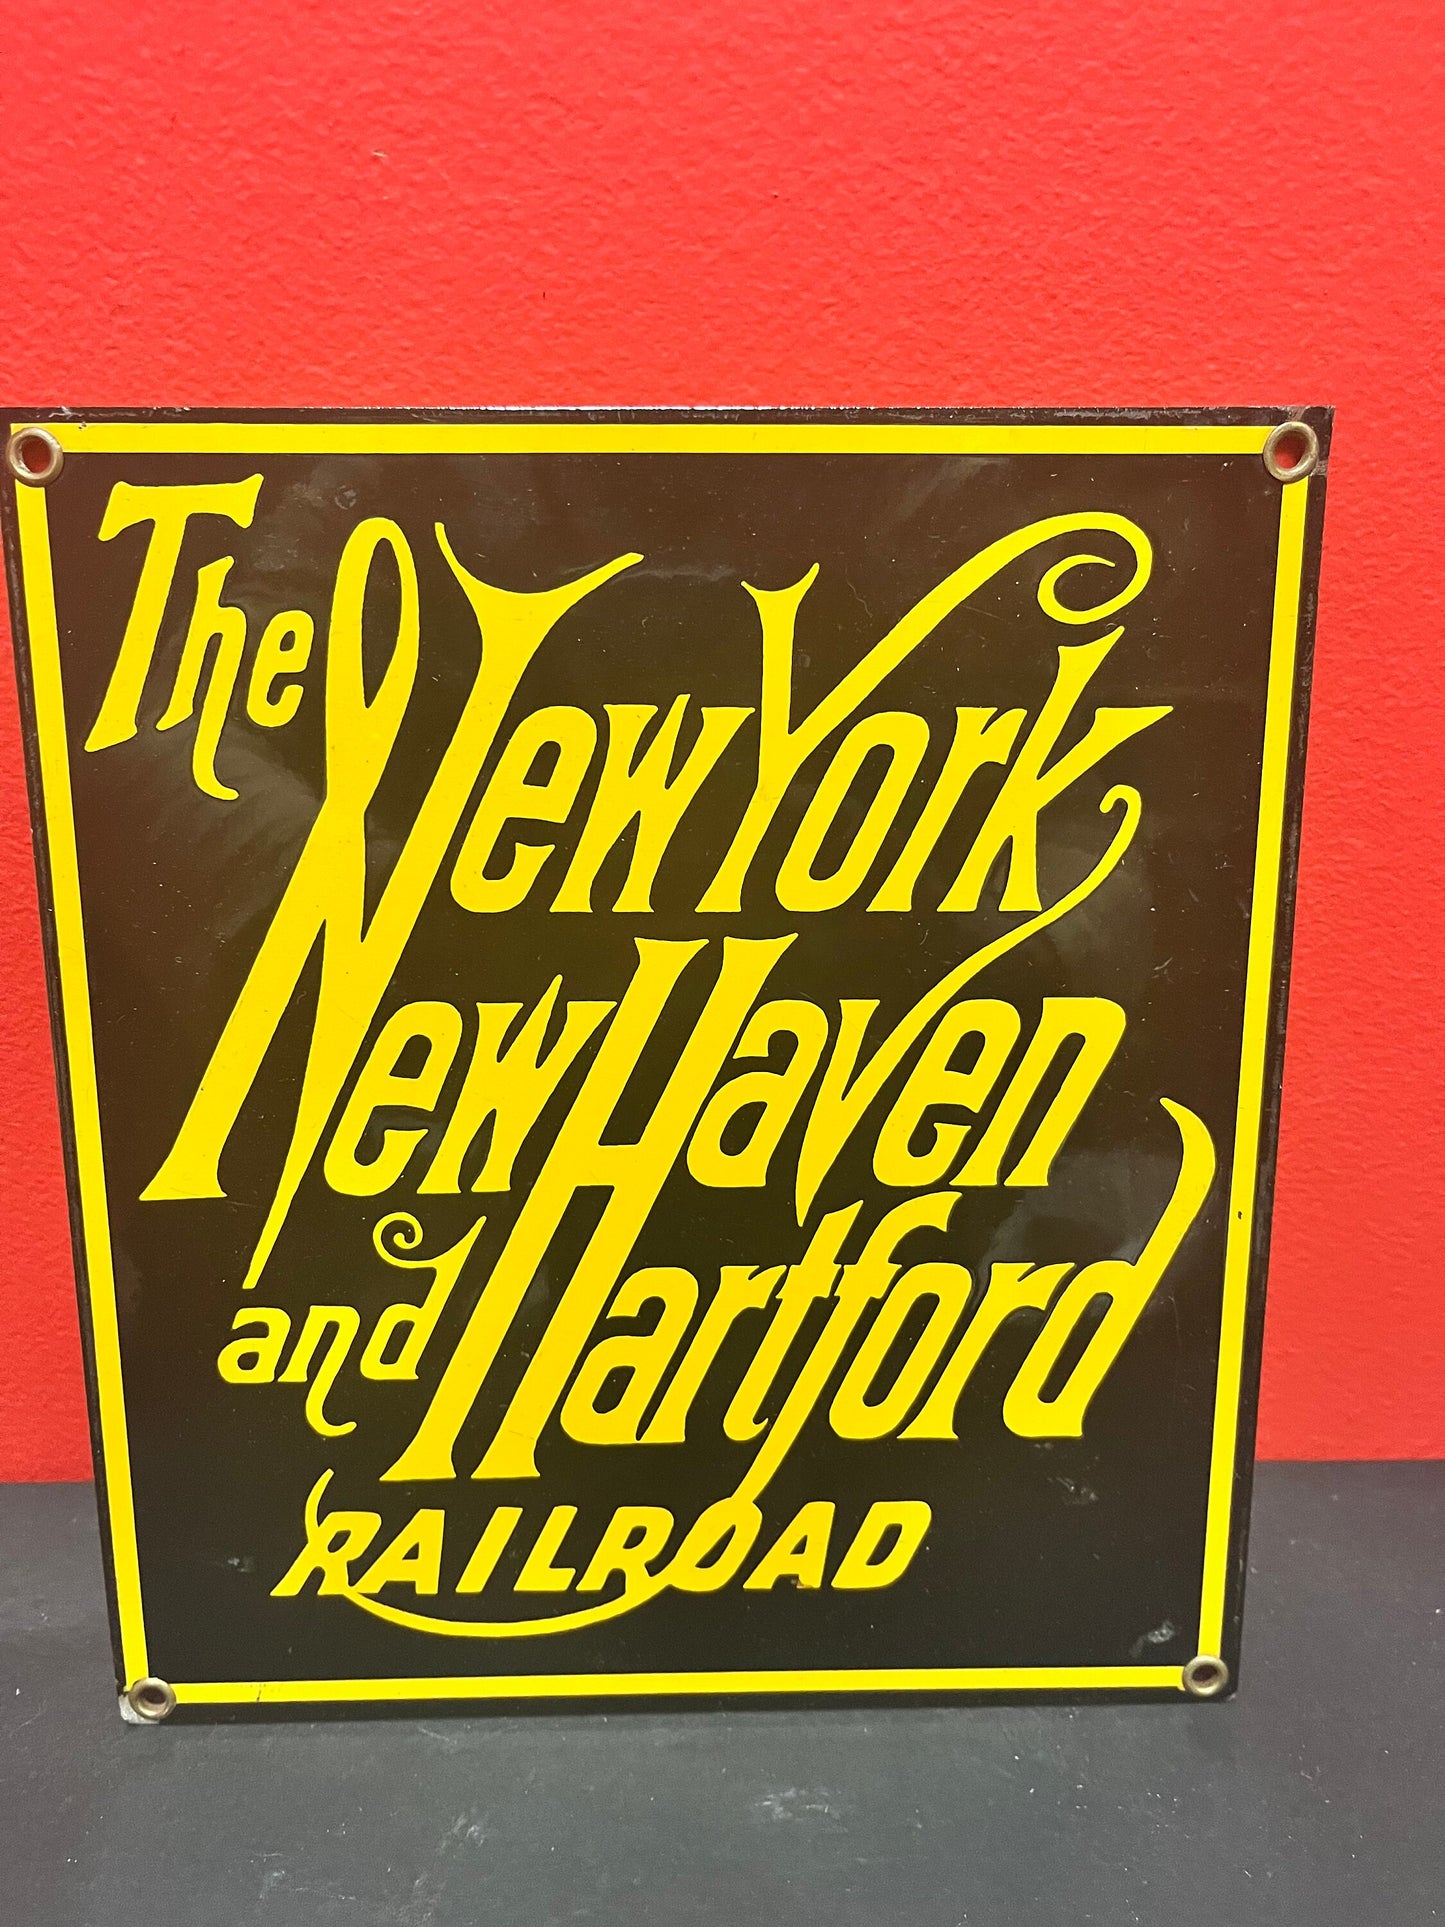 The New York
New Haven
and Hartford
RAILROAD